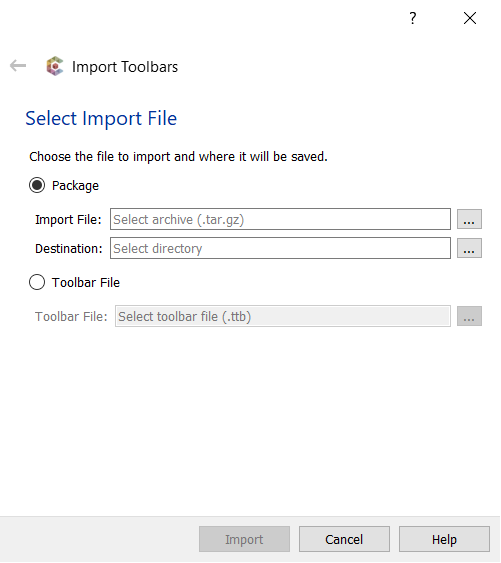 ?
Import Toolbars
Select Import File
Choose the file to import and where it will be saved.
Package
Import File: Select archive (.tar.gz) ...
Destination: Select directory ...
Toolbar File
Toolbar File: Select toolbar file (.ttb) ...
Import Cancel Help